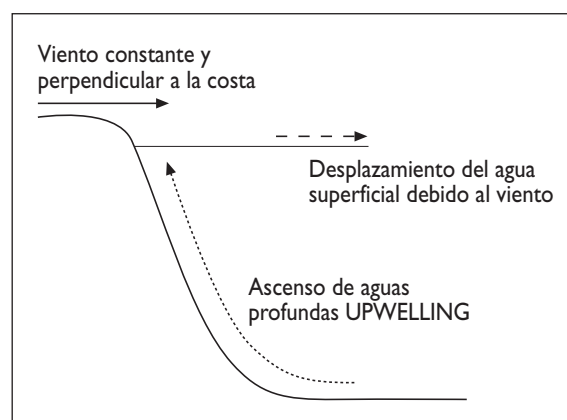 Viento constante y
perpendicular a la costa
Desplazamiento del agua
superficial debido al viento
Ascenso de aguas
profundas UPWELLING